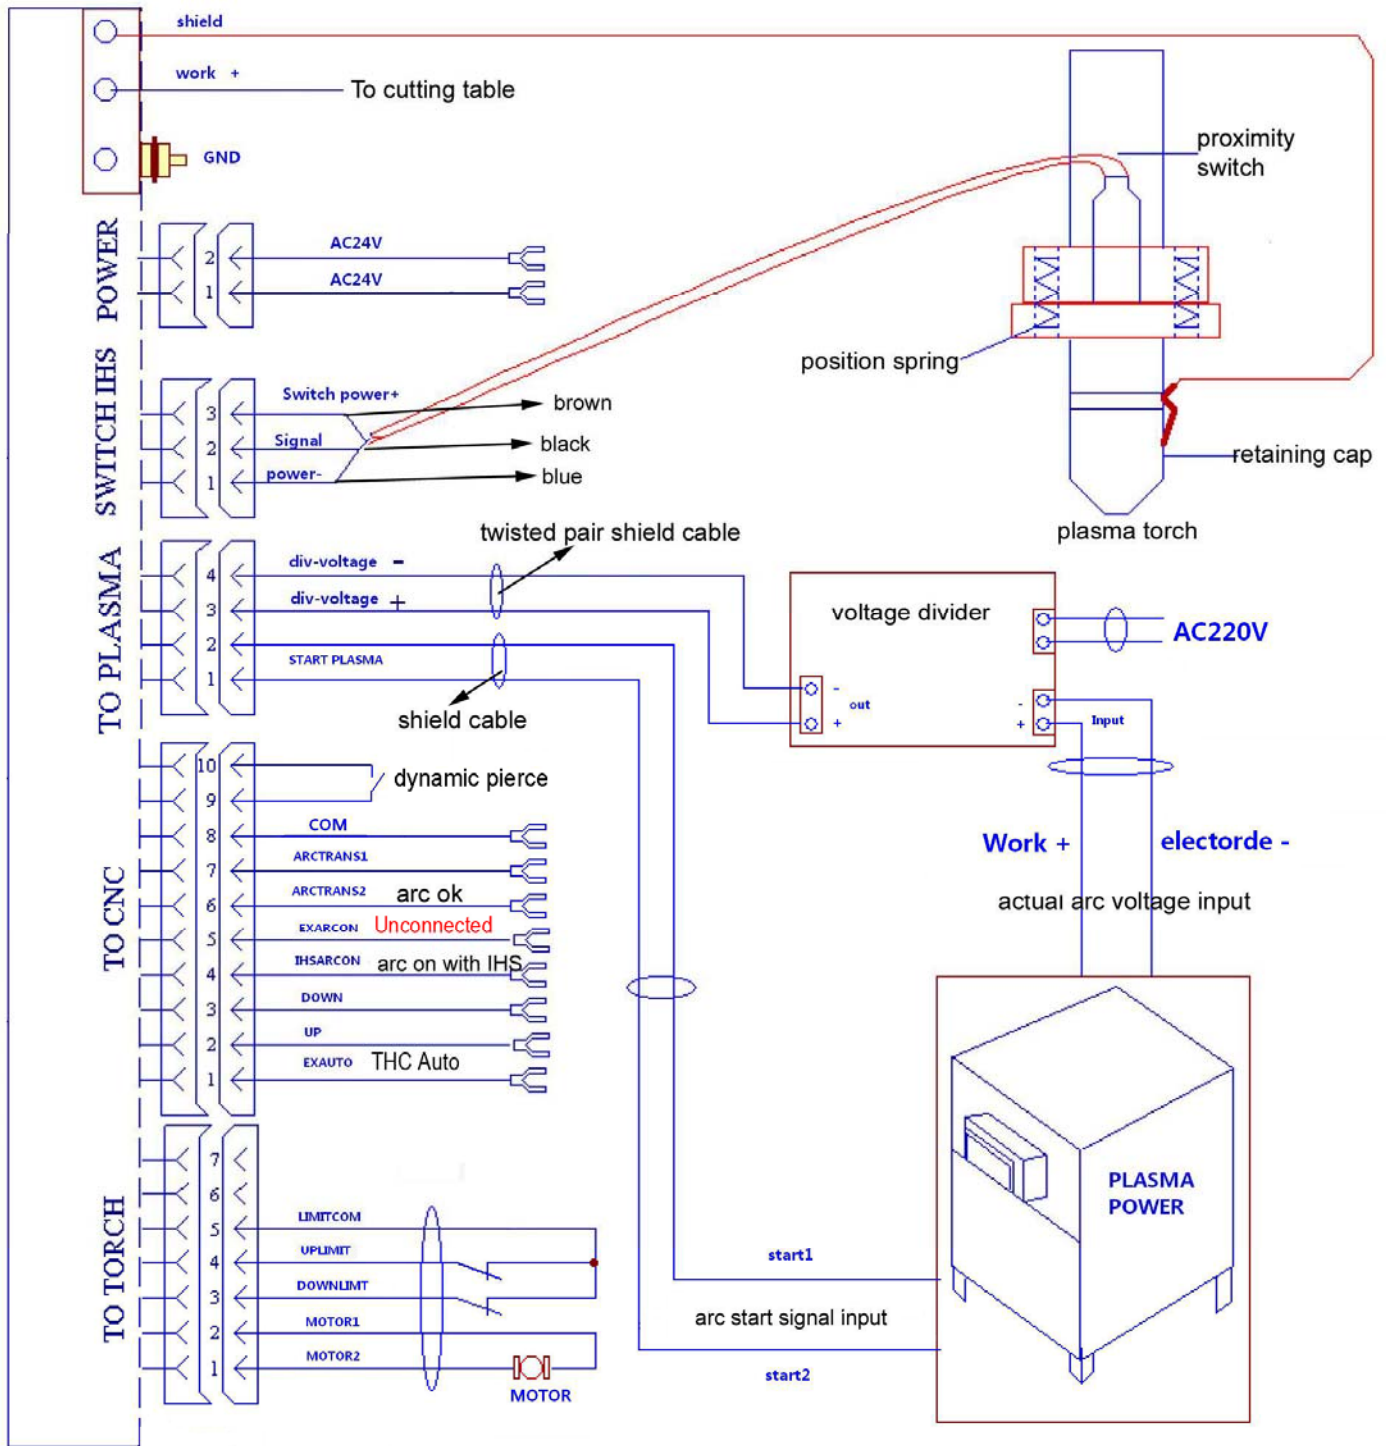 shield
work +
To cutting table
GND
proximity
switch
POWER
2
AC24V
1
AC24V
position spring
SWITCH IHS
3
Switch power+
brown
2
Signal
black
1
power-
blue
retaining cap
plasma torch
twisted pair shield cable
TO PLASMA
4
div-voltage -
3
div-voltage +
2
START PLASMA
1
shield cable
voltage divider
AC220V
-
out
+
-
+
Input
TO CNC
10
dynamic pierce
9
8
COM
7
ARCTRANS1
6
ARCTRANS2 arc ok
5
EXARCON Unconnected
4
IHSARCON arc on with IHS
3
DOWN
2
UP
1
EXAUTO THC Auto
Work +
electorde -
actual arc voltage input
PLASMA
POWER
TO TORCH
7
6
5
LIMITCOM
4
UPLIMIT
3
DOWNLIMT
2
MOTOR1
1
MOTOR2
MOTOR
start1
arc start signal input
start2